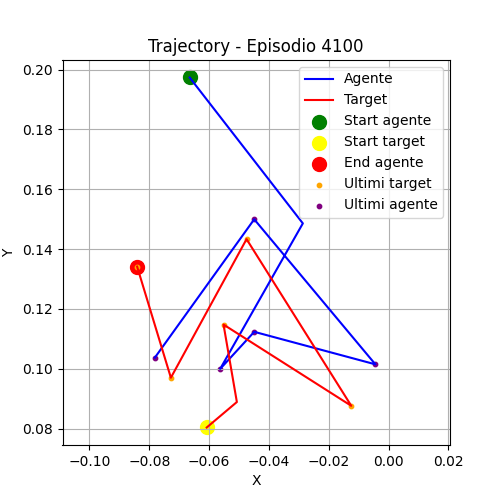 Trajectory - Episodio 4100
Agente
Target
Start agente
Start target
End agente
Ultimi target
Ultimi agente
Y
0.20
0.18
0.16
0.14
0.12
0.10
0.08
−0.10 −0.08 −0.06 −0.04 −0.02 0.00 0.02
X